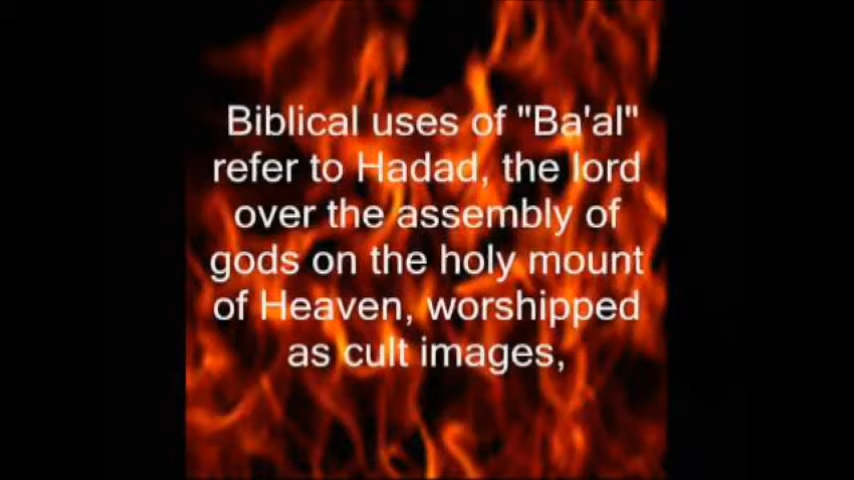 Biblical uses of "Ba'al"
refer to Hadad, the lord
over the assembly of
gods on the holy mount
of Heaven, worshipped
as cult images,